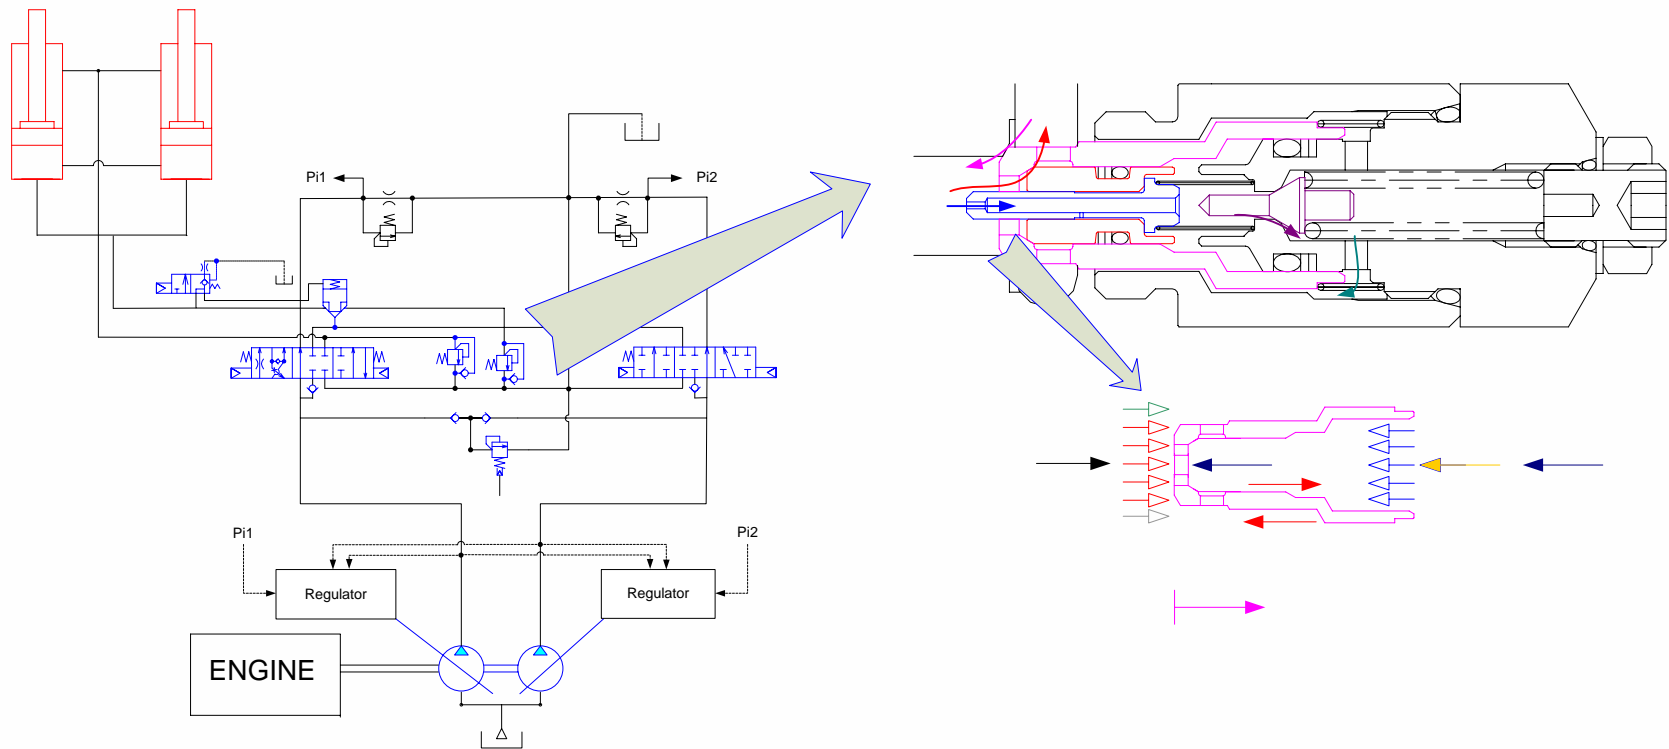 Pi1
Pi2
Pi1
Pi2
Regulator
Regulator
ENGINE